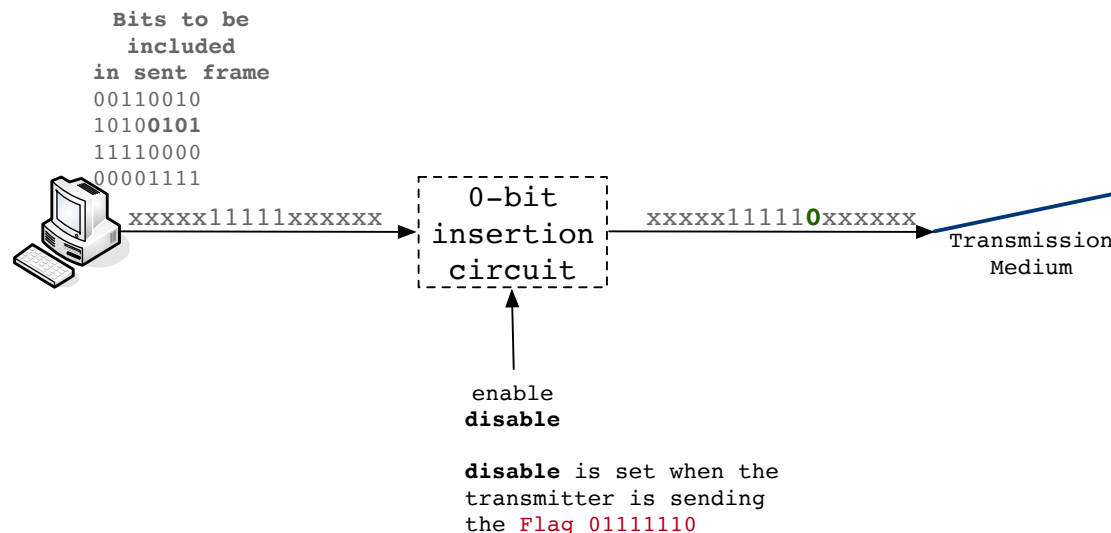 Bits to be
included
in sent frame
00110010
10100101
11110000
00001111
xxxxx11111xxxxxx
0-bit
insertion
circuit
xxxxx111110xxxxxx
Transmission
Medium
enable
disable
disable is set when the
transmitter is sending
the Flag 01111110